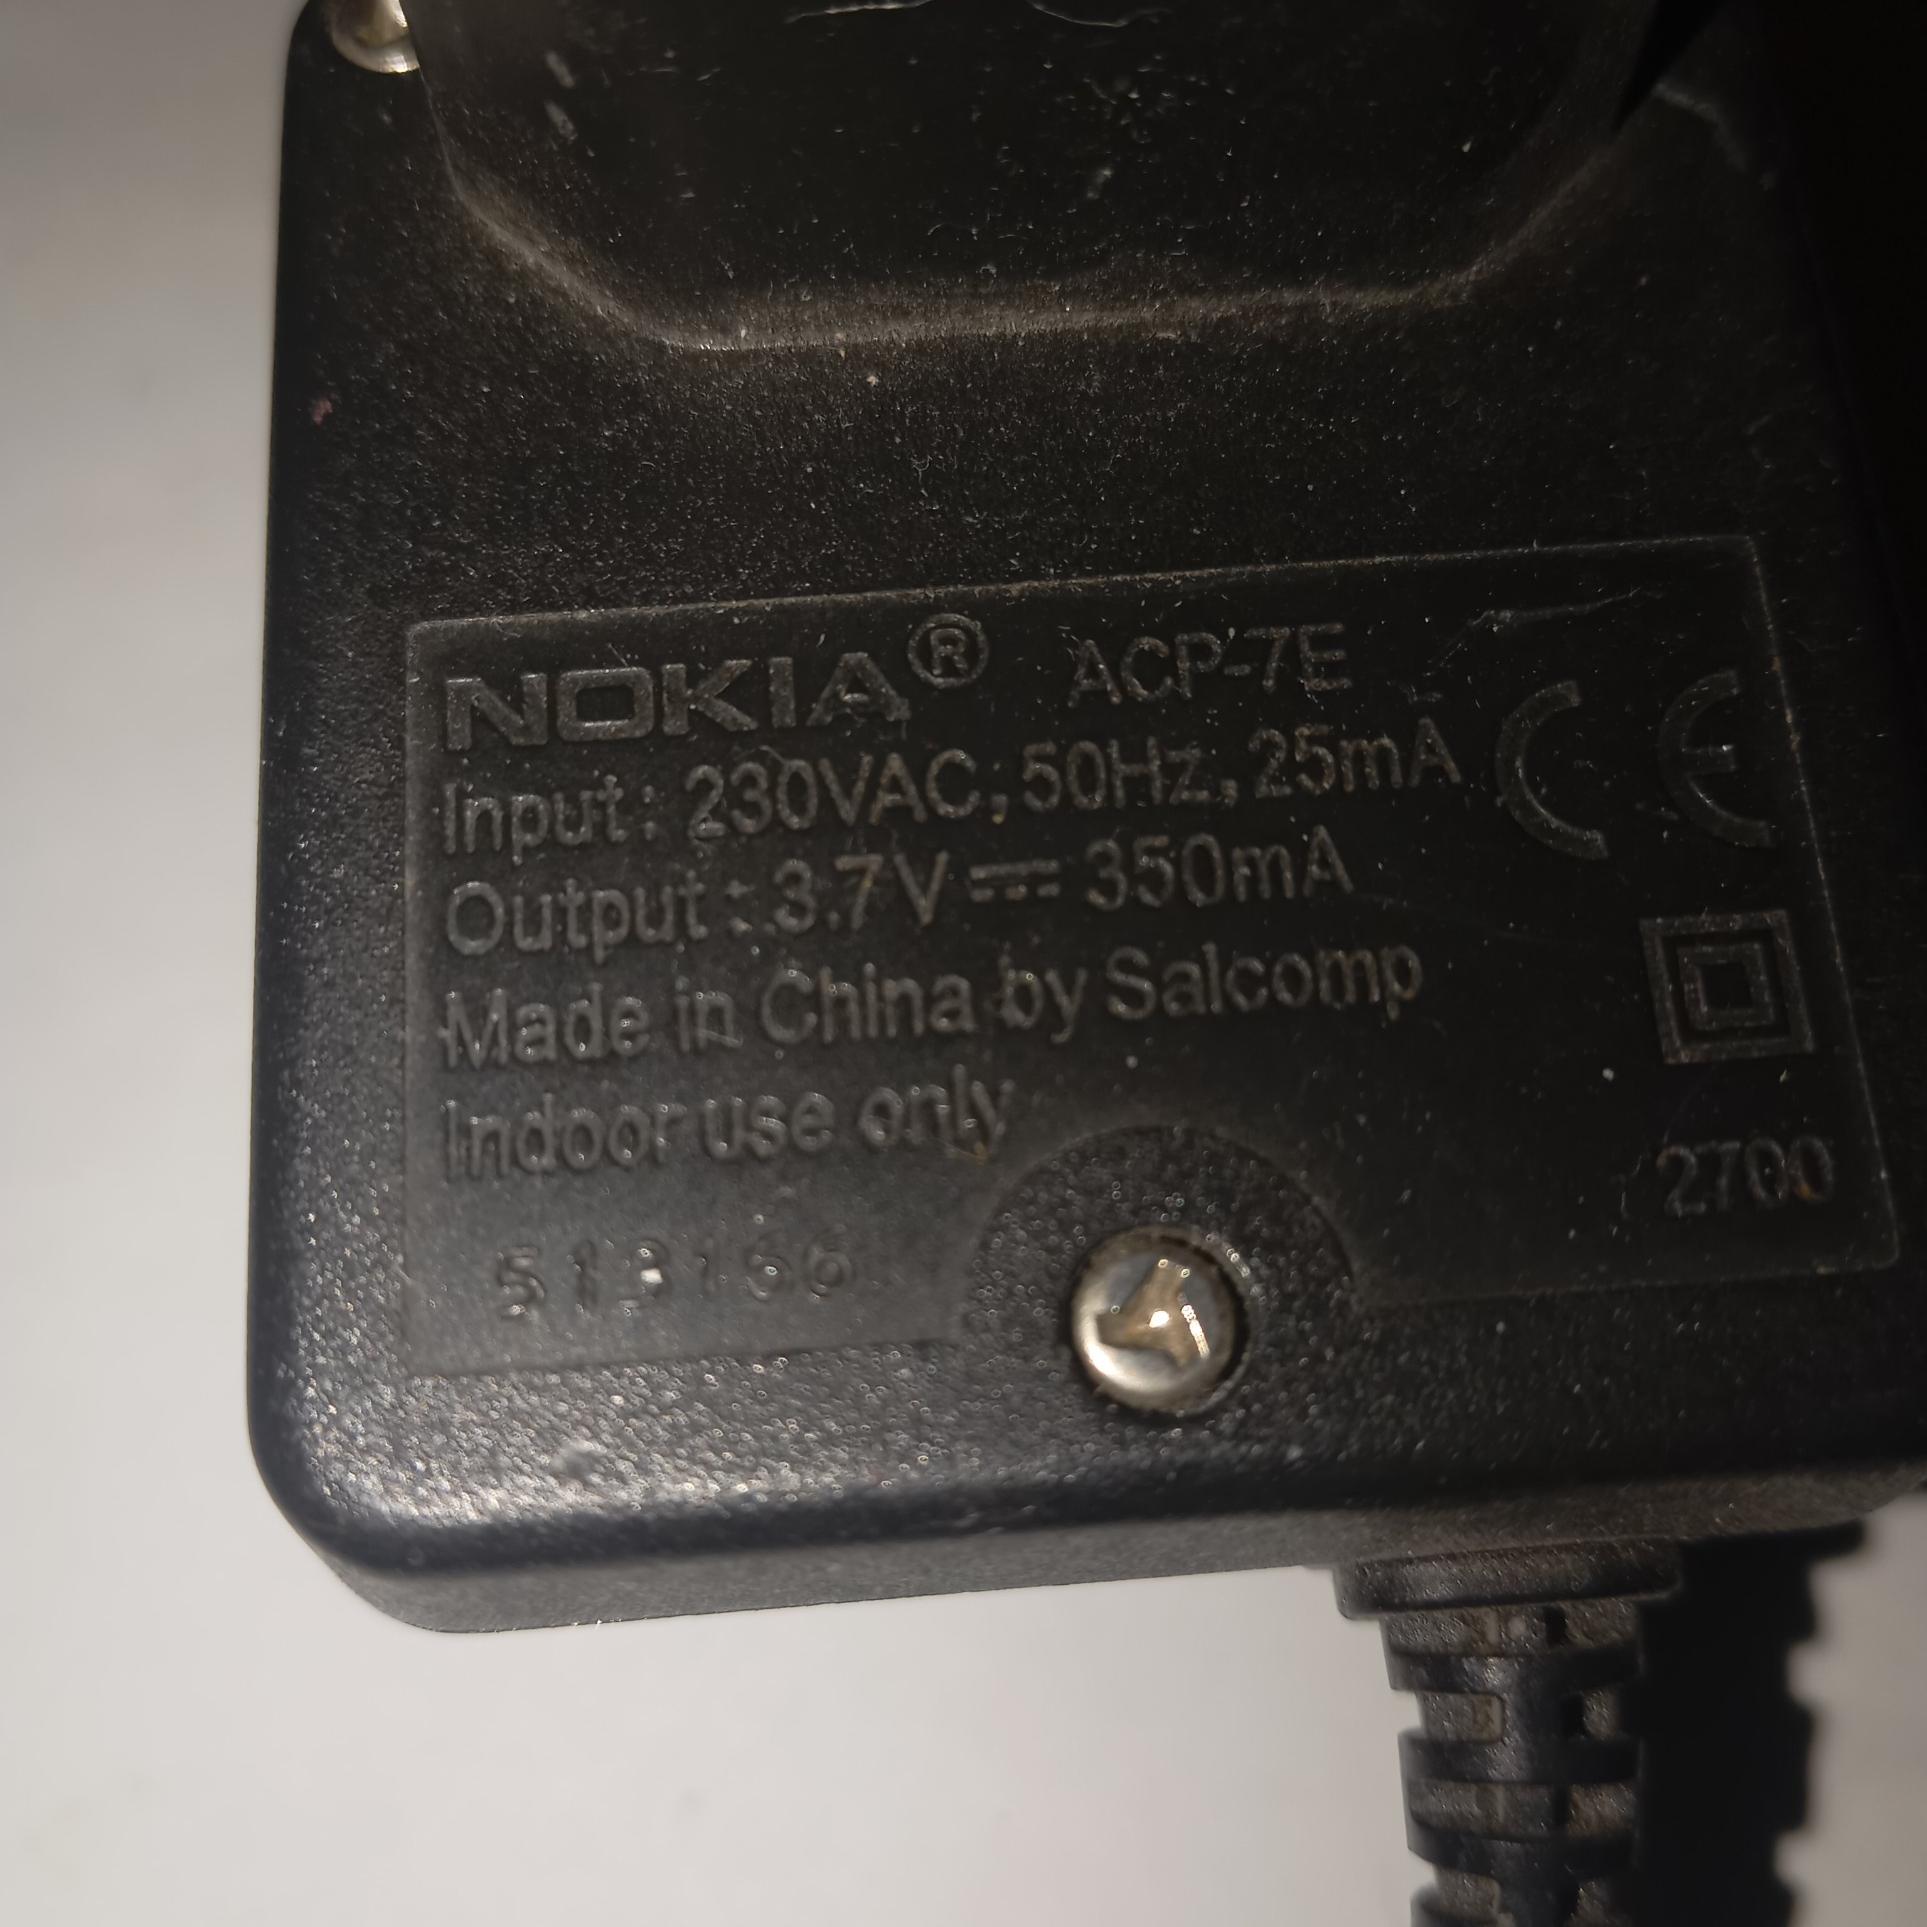 NOKIA® ACP-7E
Input: 230VAC, 50Hz, 25mA
CE
Output: 3.7V ⎓ 350mA
Made in China by Salcomp
Indoor use only
2700